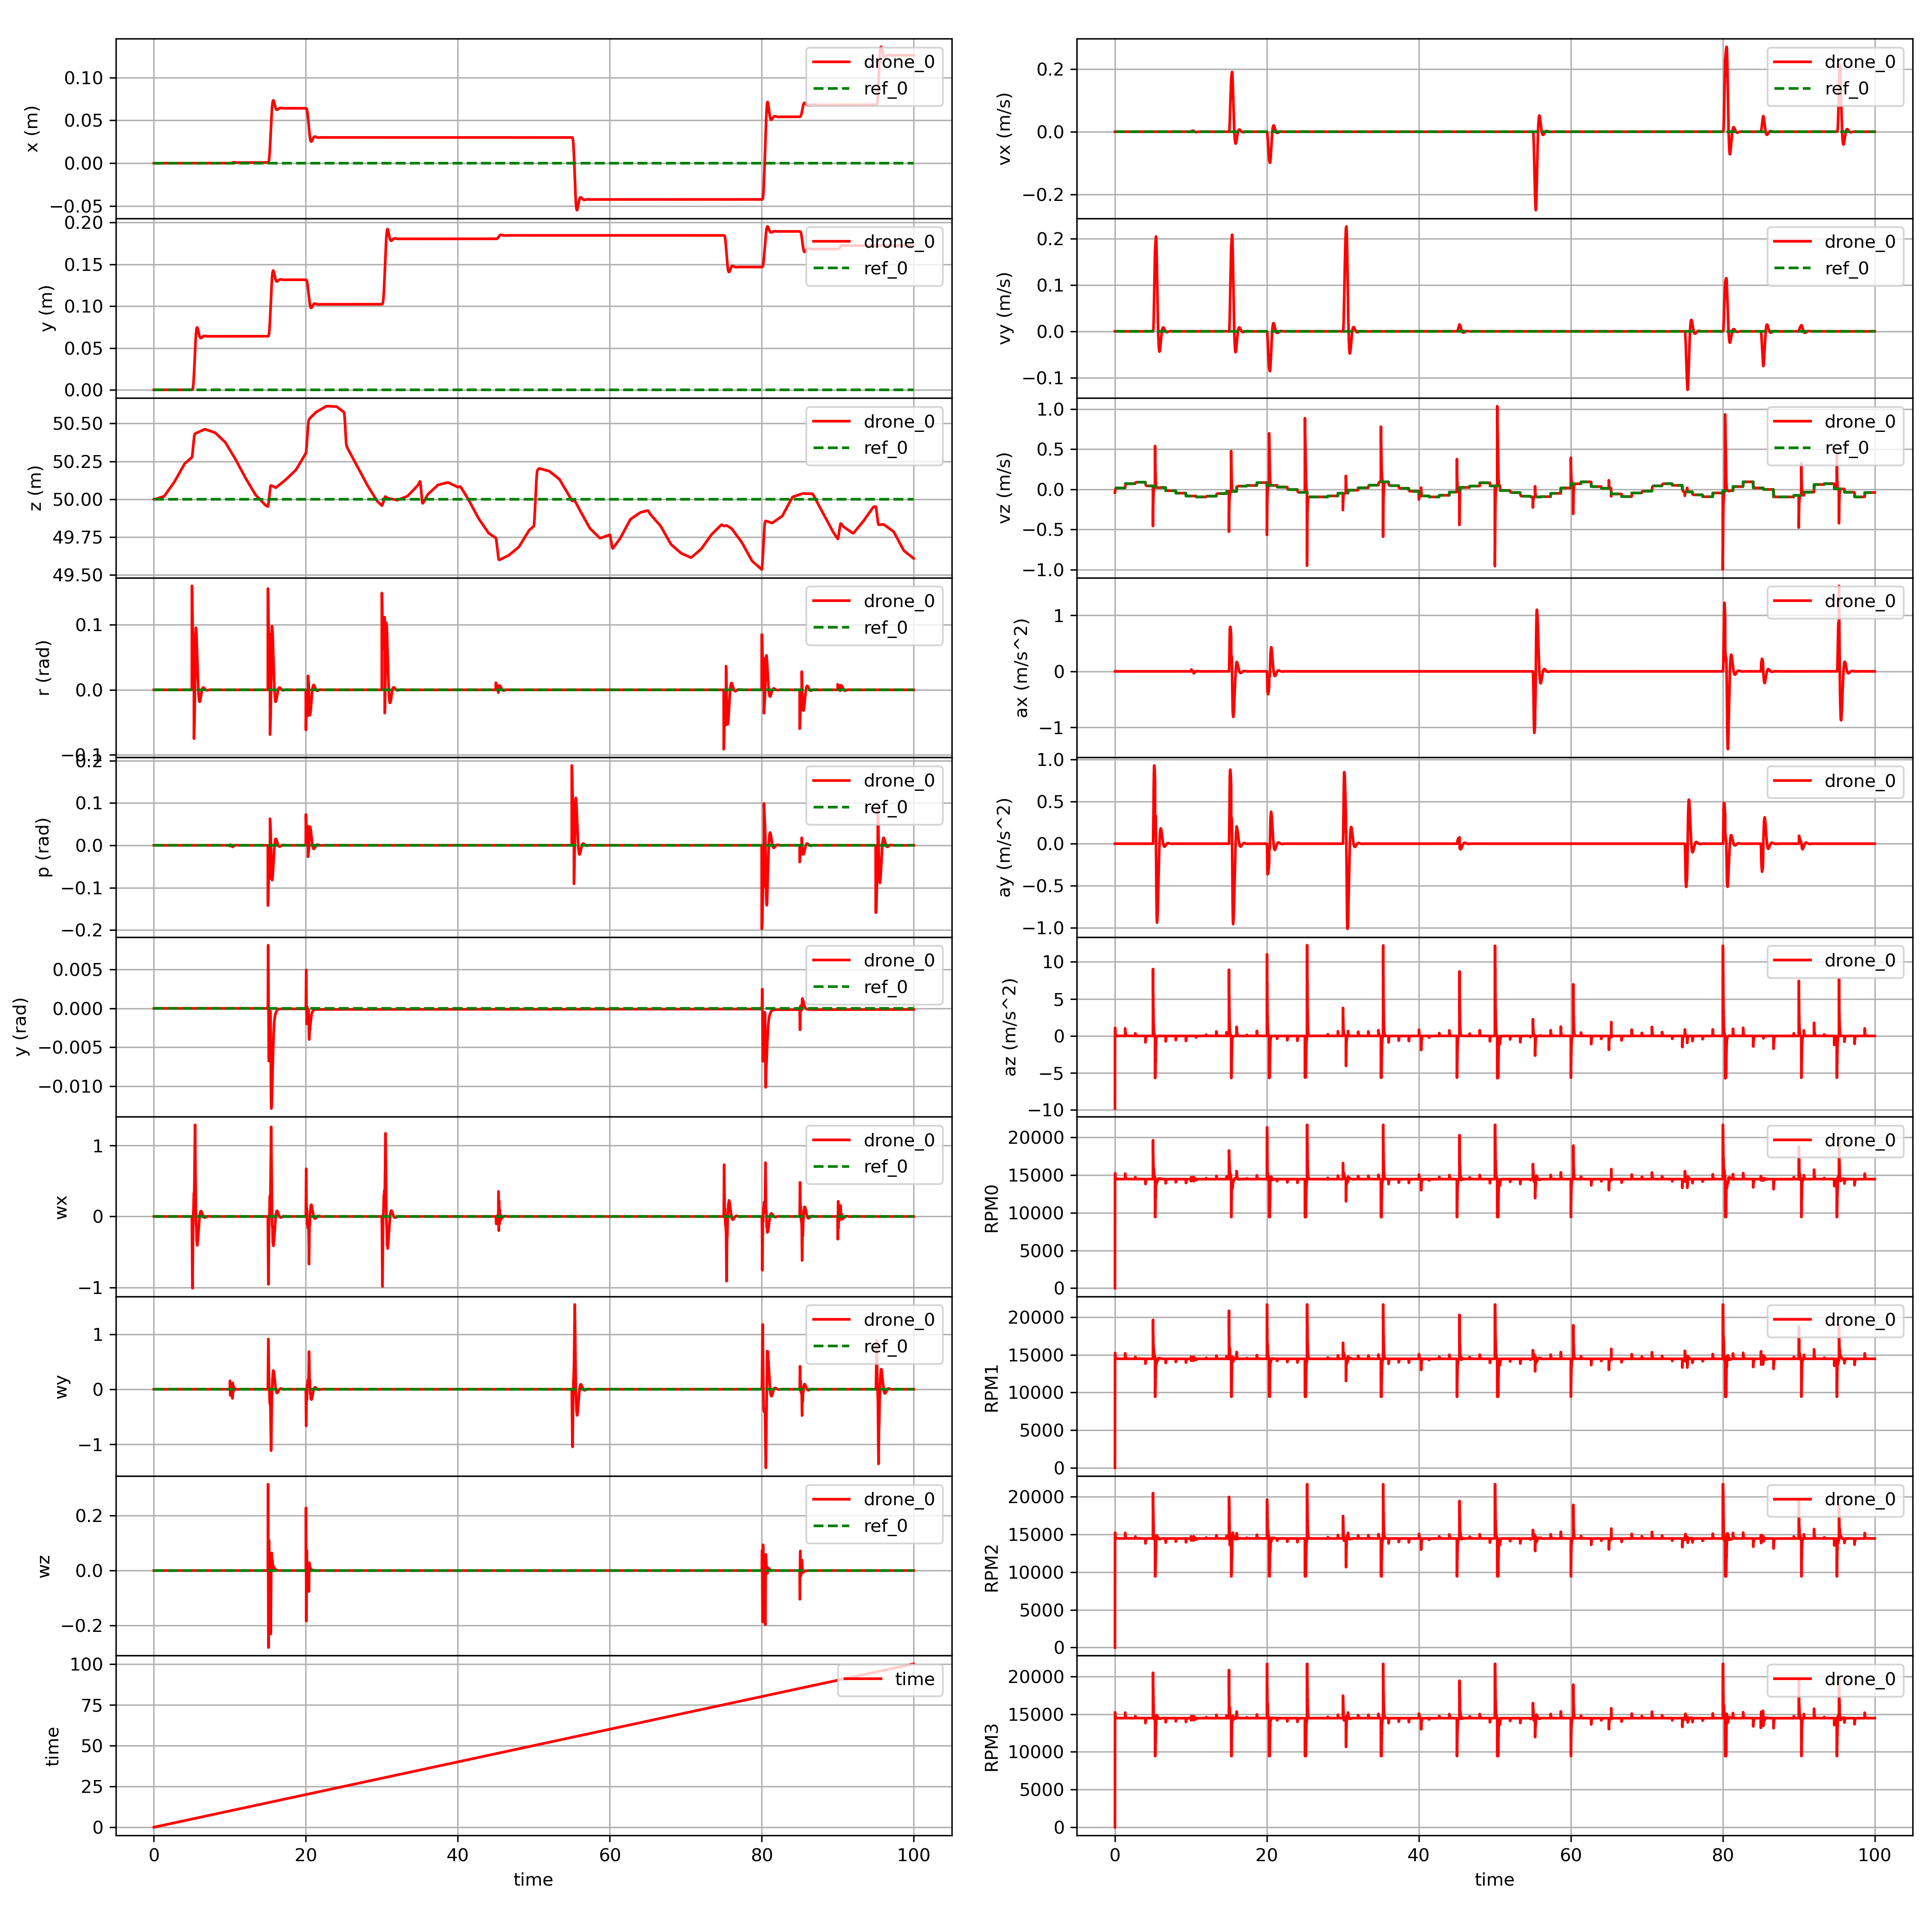 x (m)
0.10
0.05
0.00
−0.05
drone_0
ref_0
y (m)
0.20
0.15
0.10
0.05
0.00
drone_0
ref_0
z (m)
50.50
50.25
50.00
49.75
49.50
drone_0
ref_0
r (rad)
0.1
0.0
−0.1
drone_0
ref_0
p (rad)
0.2
0.1
0.0
−0.1
−0.2
drone_0
ref_0
y (rad)
0.005
0.000
−0.005
−0.010
drone_0
ref_0
wx
1
0
−1
drone_0
ref_0
wy
1
0
−1
drone_0
ref_0
wz
0.2
0.0
−0.2
drone_0
ref_0
time
100
75
50
25
0
time
0 20 40 60 80 100
time
vx (m/s)
0.2
0.0
−0.2
drone_0
ref_0
vy (m/s)
0.2
0.1
0.0
−0.1
drone_0
ref_0
vz (m/s)
1.0
0.5
0.0
−0.5
−1.0
drone_0
ref_0
ax (m/s^2)
1
0
−1
drone_0
ay (m/s^2)
1.0
0.5
0.0
−0.5
−1.0
drone_0
az (m/s^2)
10
5
0
−5
−10
drone_0
RPM0
20000
15000
10000
5000
0
drone_0
RPM1
20000
15000
10000
5000
0
drone_0
RPM2
20000
15000
10000
5000
0
drone_0
RPM3
20000
15000
10000
5000
0
drone_0
0 20 40 60 80 100
time